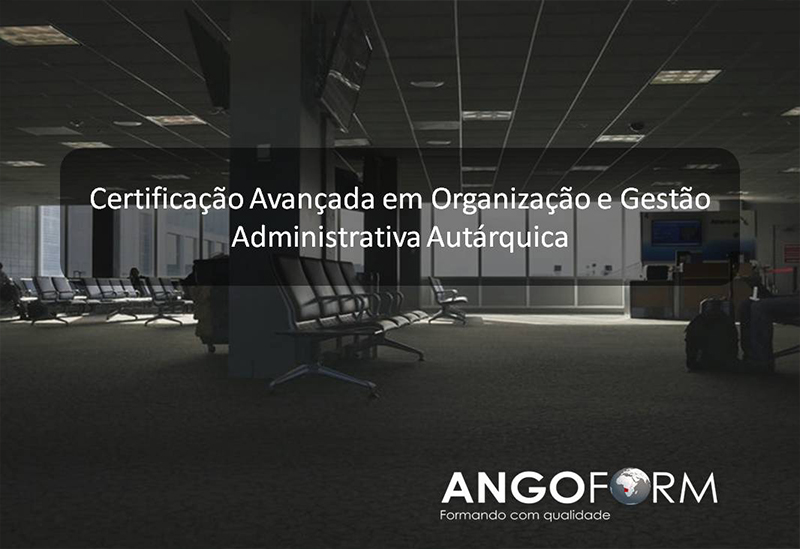 Certificação Avançada em Organização e Gestão
Administrativa Autárquica
ANGOFORM
Formando com qualidade